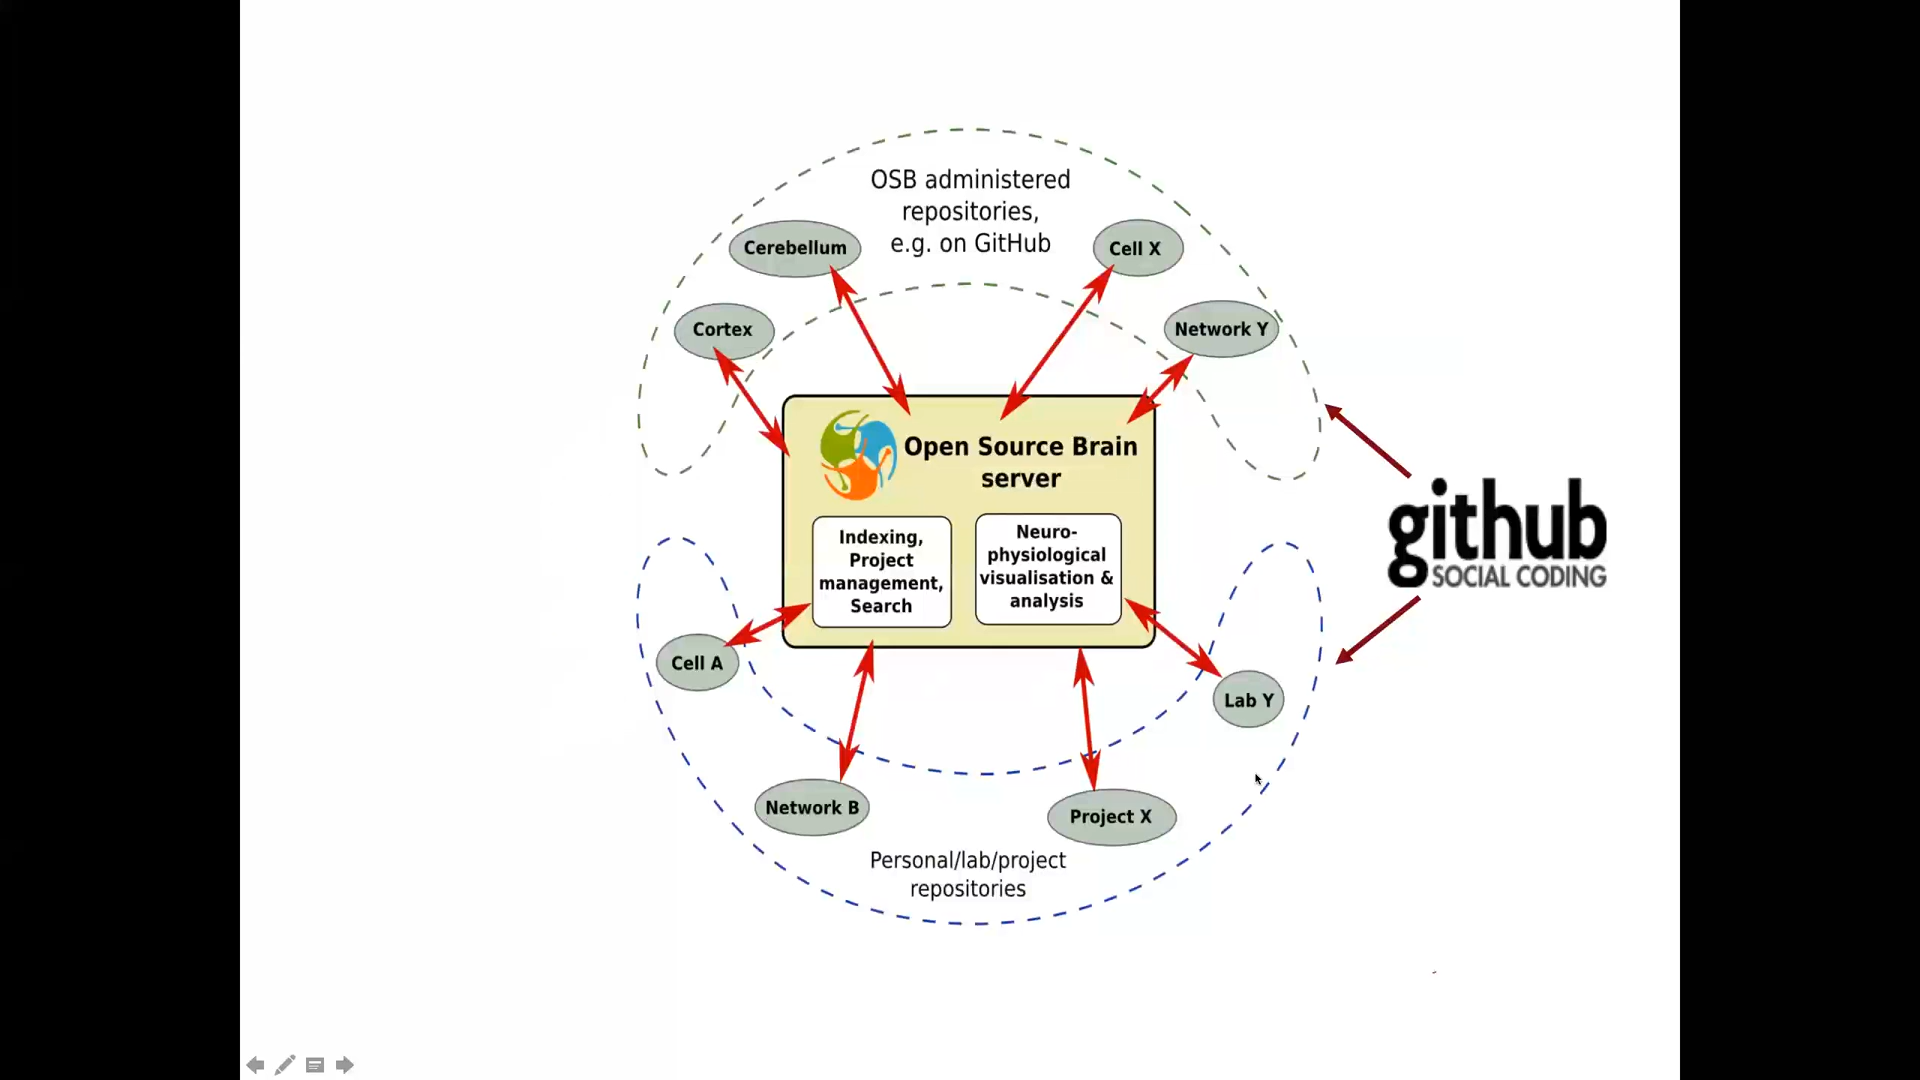 OSB administered
repositories,
e.g. on GitHub
Cerebellum
Cell X
Cortex
Network Y
Open Source Brain
server
Indexing,
Project
management,
Search
Neuro-
physiological
visualisation &
analysis
github
SOCIAL CODING
Cell A
Lab Y
Network B
Project X
Personal/lab/project
repositories